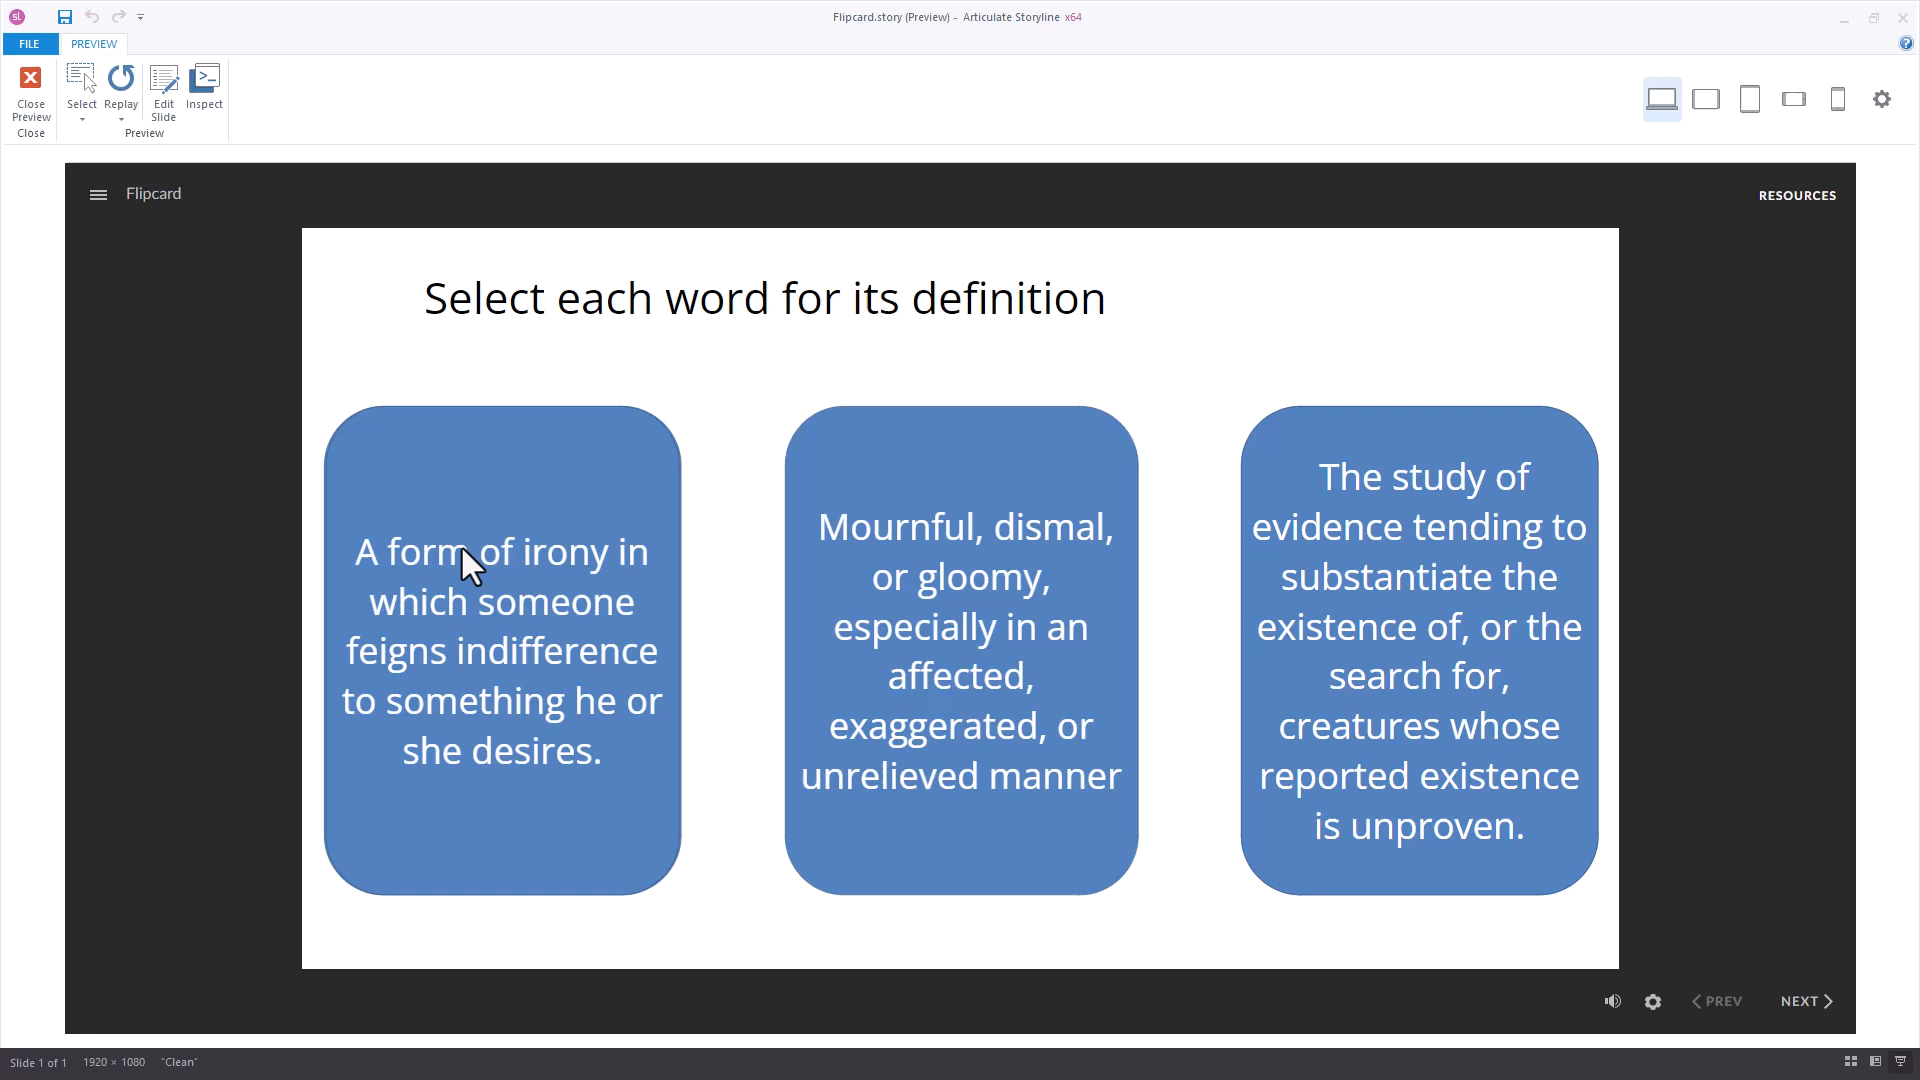 sl
Flipcard.story (Preview) - Articulate Storyline x64
FILE
PREVIEW
?
Close
Preview
Select
Replay
Edit
Slide
Inspect
Close
Preview
Flipcard
RESOURCES
Select each word for its definition
A form of irony in
which someone
feigns indifference
to something he or
she desires.
Mournful, dismal,
or gloomy,
especially in an
affected,
exaggerated, or
unrelieved manner
The study of
evidence tending to
substantiate the
existence of, or the
search for,
creatures whose
reported existence
is unproven.
PREV
NEXT
Slide 1 of 1
1920 × 1080
"Clean"